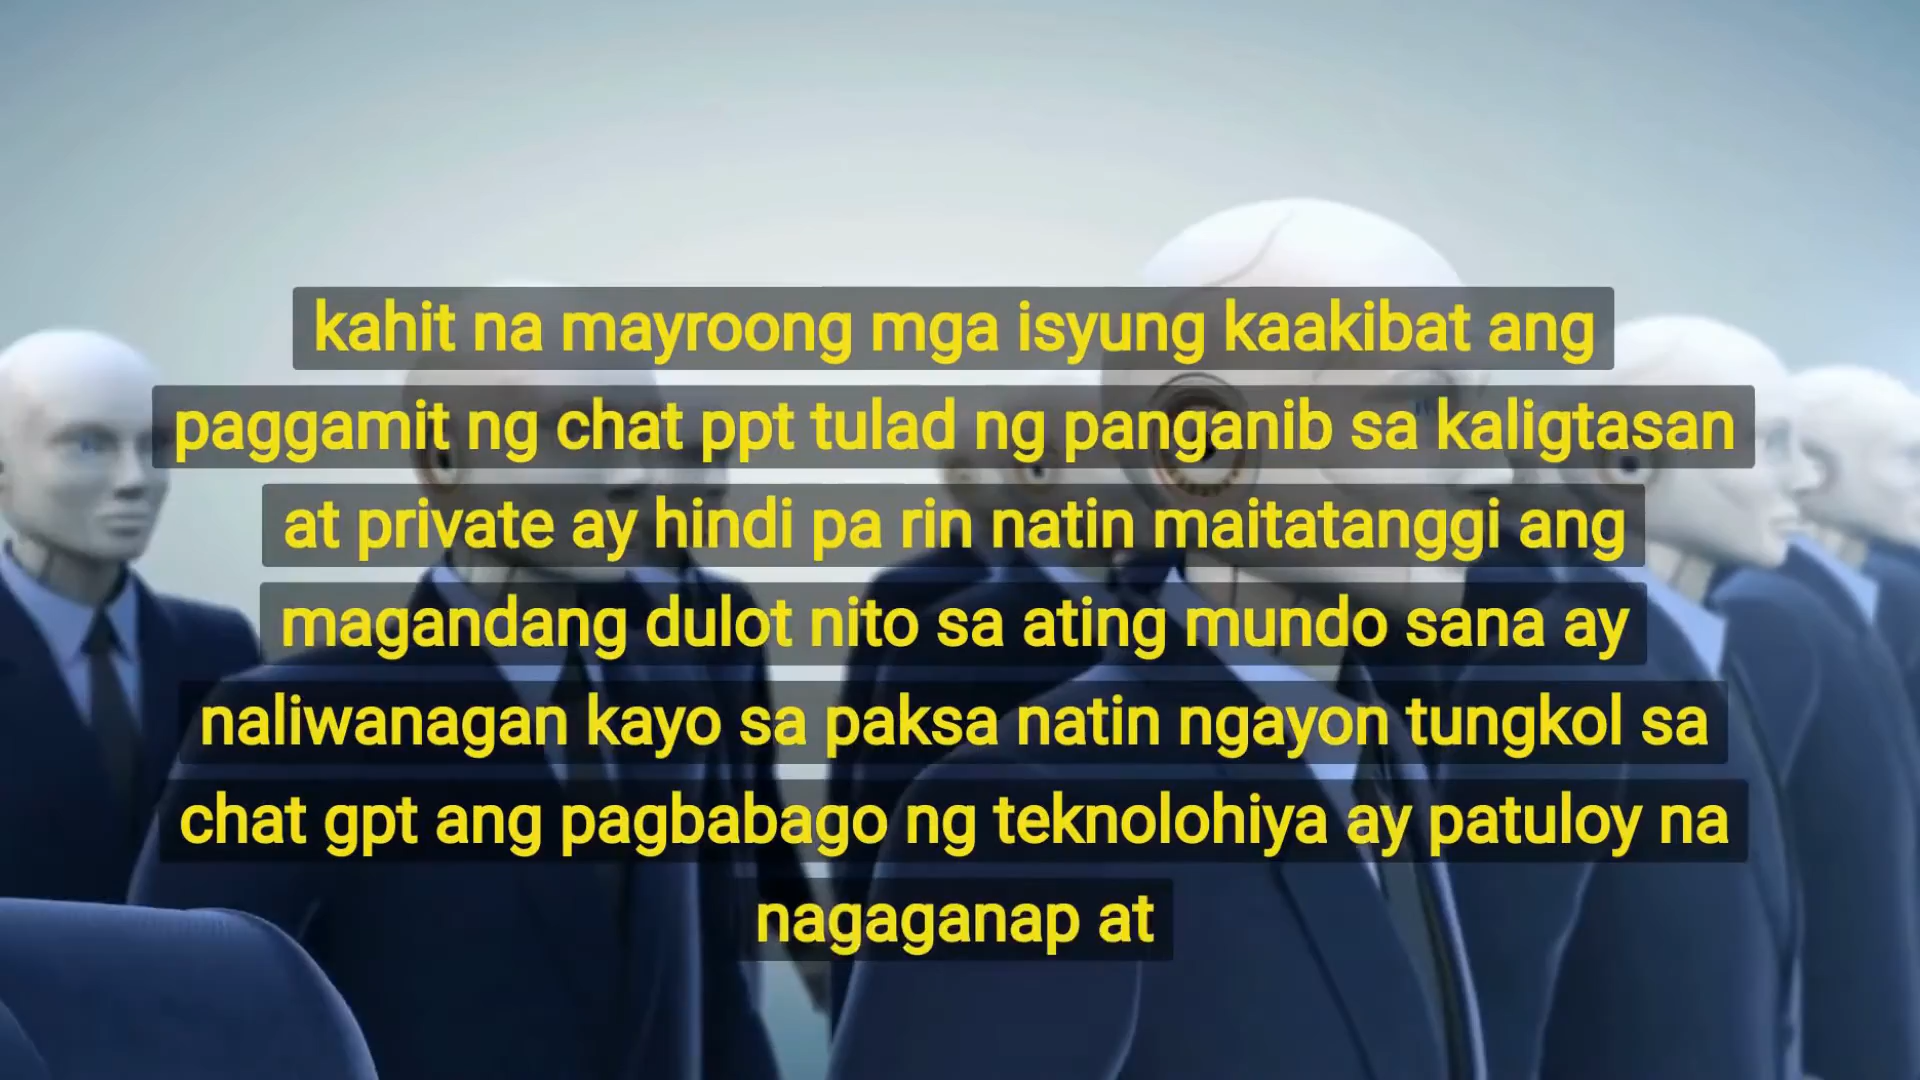 kahit na mayroong mga isyung kaakibat ang
paggamit ng chat ppt tulad ng panganib sa kaligtasan
at private ay hindi pa rin natin maitatanggi ang
magandang dulot nito sa ating mundo sana ay
naliwanagan kayo sa paksa natin ngayon tungkol sa
chat gpt ang pagbabago ng teknolohiya ay patuloy na
nagaganap at